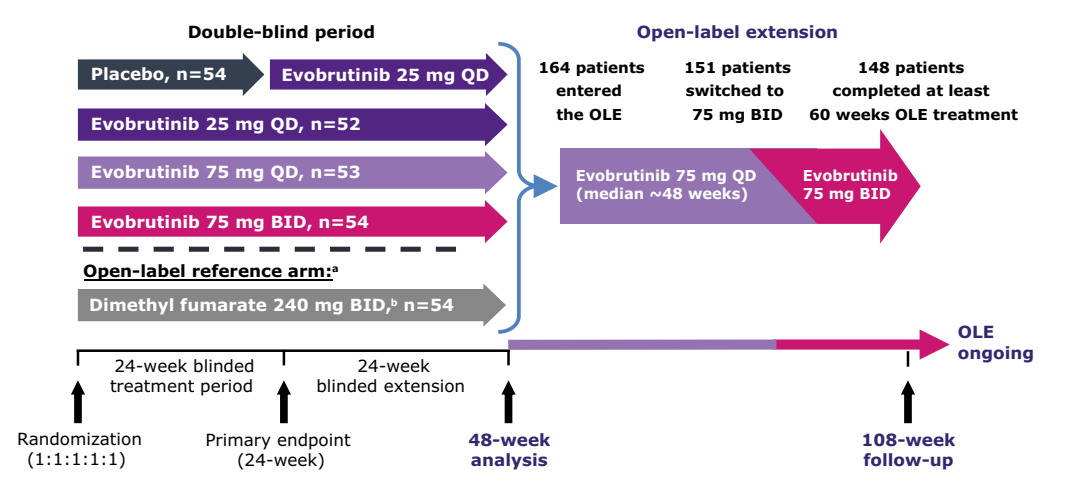 Double-blind period
Placebo, n=54
Evobrutinib 25 mg QD
Evobrutinib 25 mg QD, n=52
Evobrutinib 75 mg QD, n=53
Evobrutinib 75 mg BID, n=54
Open-label reference arm:ᵃ
Dimethyl fumarate 240 mg BID,ᵇ n=54
Open-label extension
164 patients
entered
the OLE
151 patients
switched to
75 mg BID
148 patients
completed at least
60 weeks OLE treatment
Evobrutinib 75 mg QD
(median ~48 weeks)
Evobrutinib
75 mg BID
OLE
ongoing
24-week blinded
treatment period
24-week
blinded extension
Randomization
(1:1:1:1:1)
Primary endpoint
(24-week)
48-week
analysis
108-week
follow-up